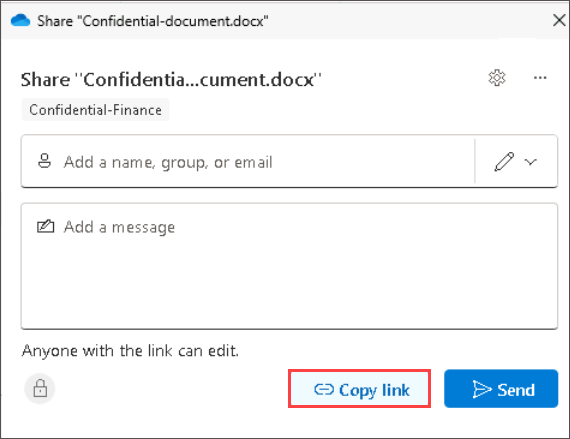 Share "Confidential-document.docx"
Share "Confidentia...cument.docx"
Confidential-Finance
Add a name, group, or email
Add a message
Anyone with the link can edit.
Copy link
Send